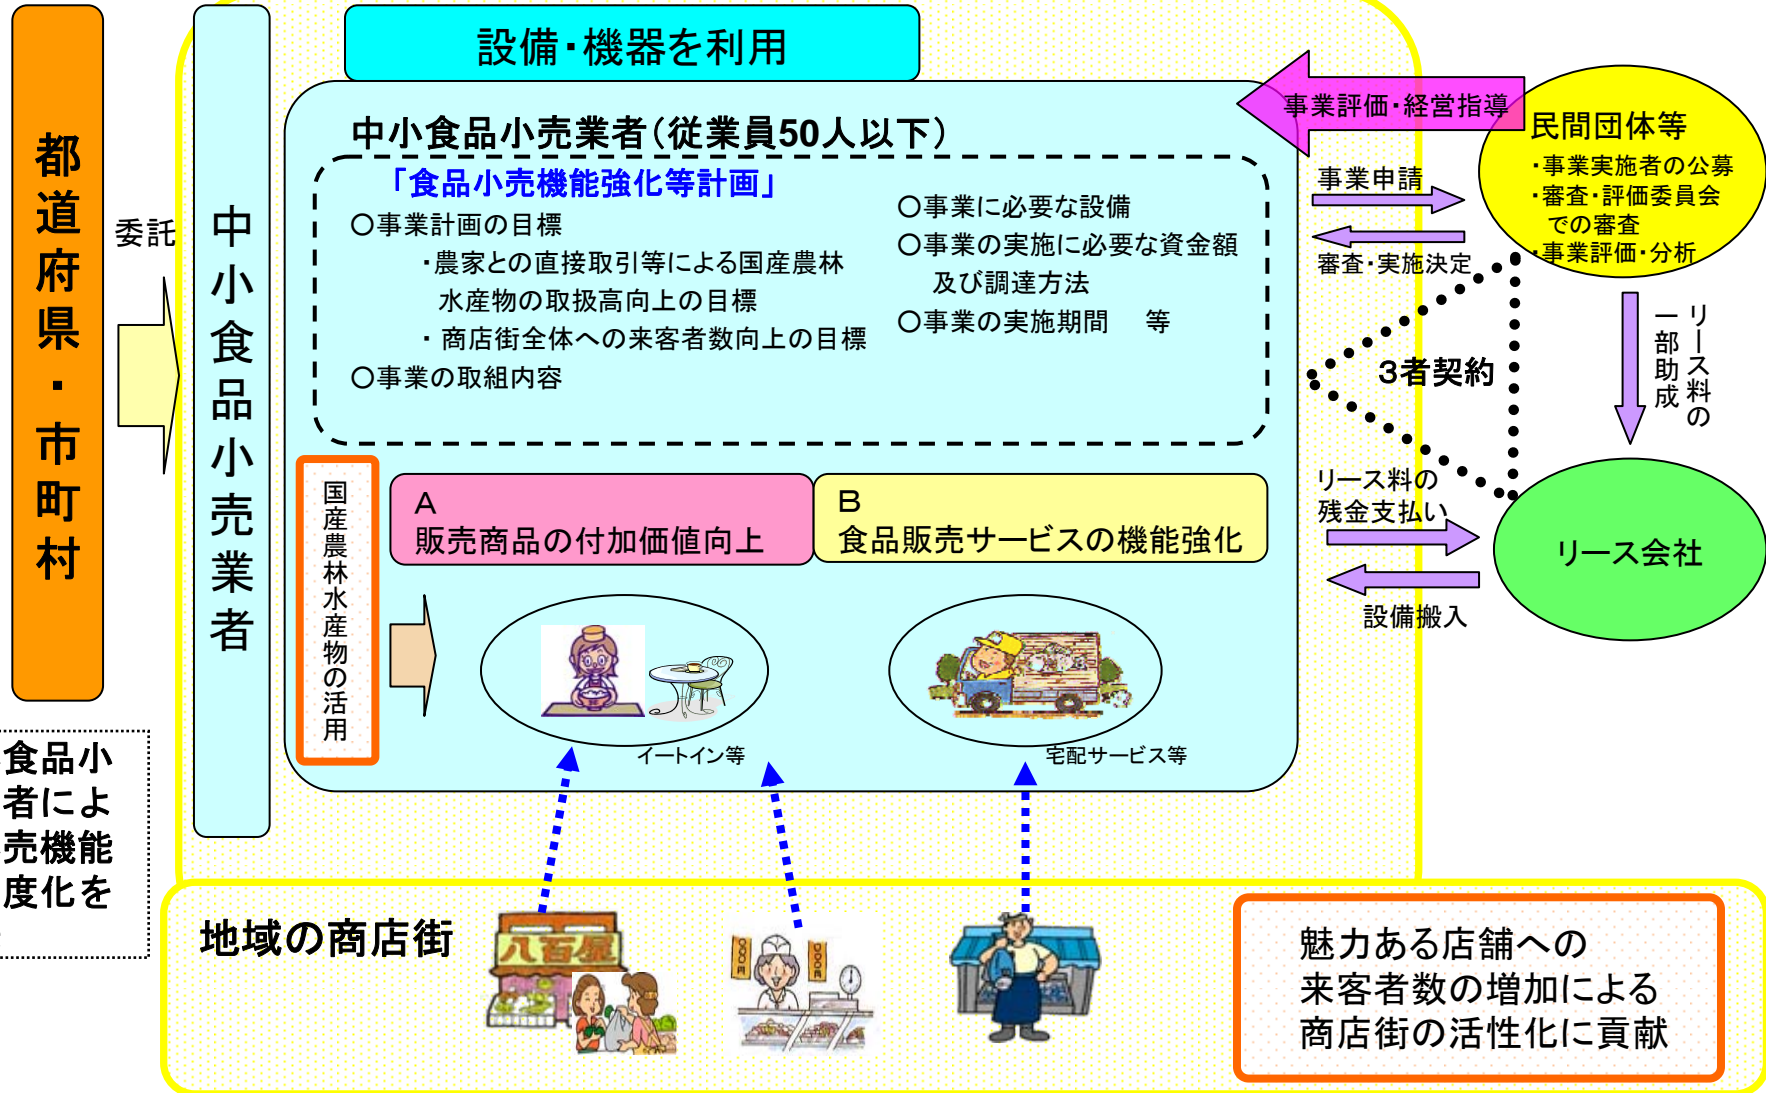 都道府県・市町村
委託
中小食品小売業者
設備・機器を利用
中小食品小売業者（従業員50人以下）
「食品小売機能強化等計画」
〇事業計画の目標
・農家との直接取引等による国産農林
水産物の取扱高向上の目標
・商店街全体への来客者数向上の目標
〇事業の取組内容
〇事業に必要な設備
〇事業の実施に必要な資金額
及び調達方法
〇事業の実施期間　等
国産農林水産物の活用
A
販売商品の付加価値向上
B
食品販売サービスの機能強化
イートイン等
宅配サービス等
事業評価・経営指導
民間団体等
・事業実施者の公募
・審査・評価委員会
での審査
・事業評価・分析
事業申請
審査・実施決定
3者契約
リース料の
一部助成
リース料の
残金支払い
設備搬入
リース会社
食品小
者によ
売機能
度化を
地域の商店街
八百屋
魅力ある店舗への
来客者数の増加による
商店街の活性化に貢献